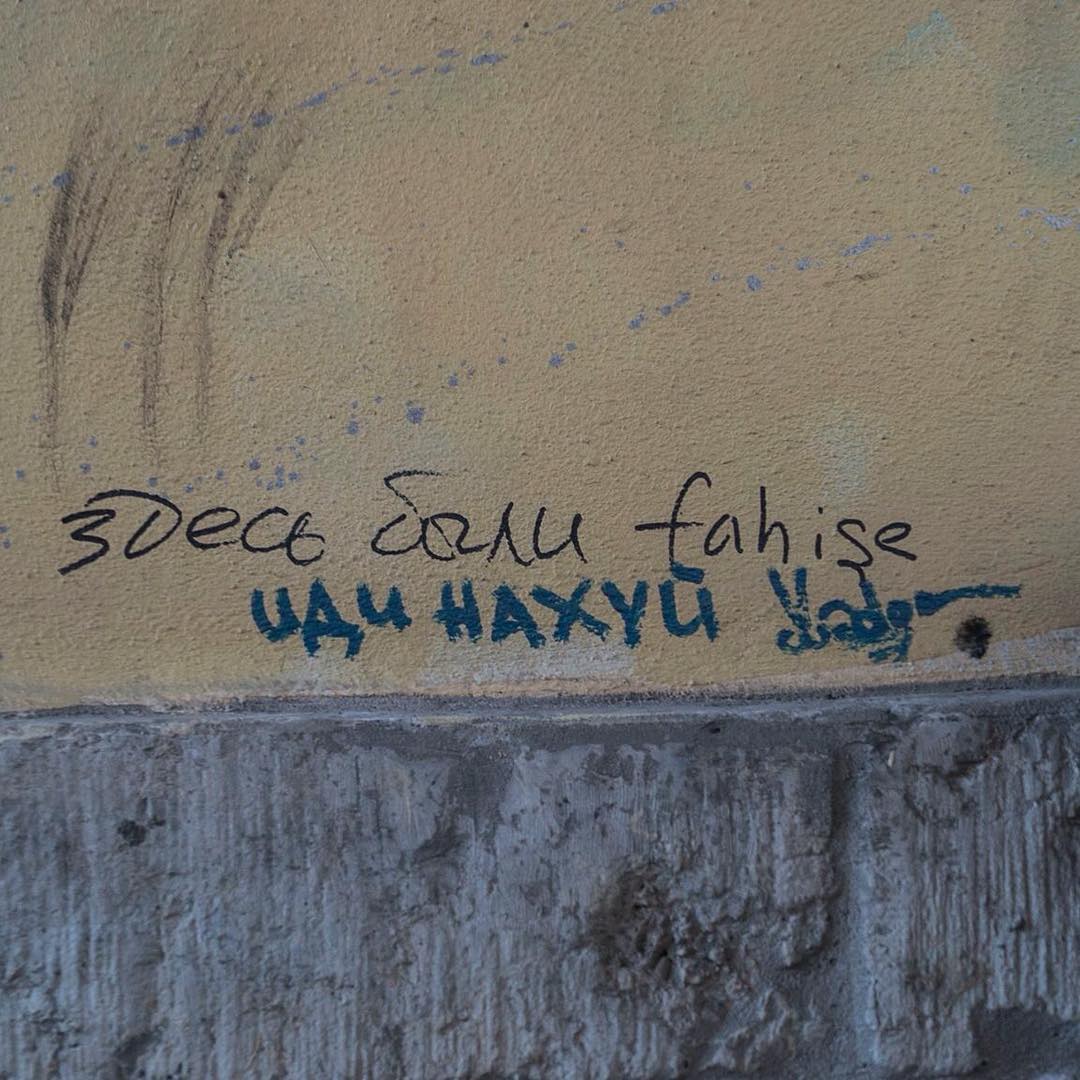 здесь были fahişe
иди нахуй